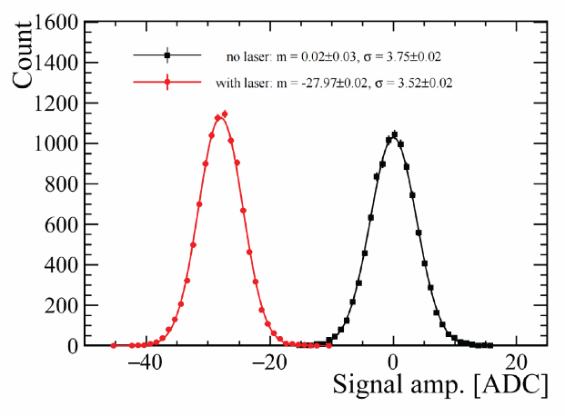 1600
1400
1200
1000
800
600
400
200
0
Count
no laser: m = 0.02±0.03, σ = 3.75±0.02
with laser: m = -27.97±0.02, σ = 3.52±0.02
−40 −20 0 20
Signal amp. [ADC]